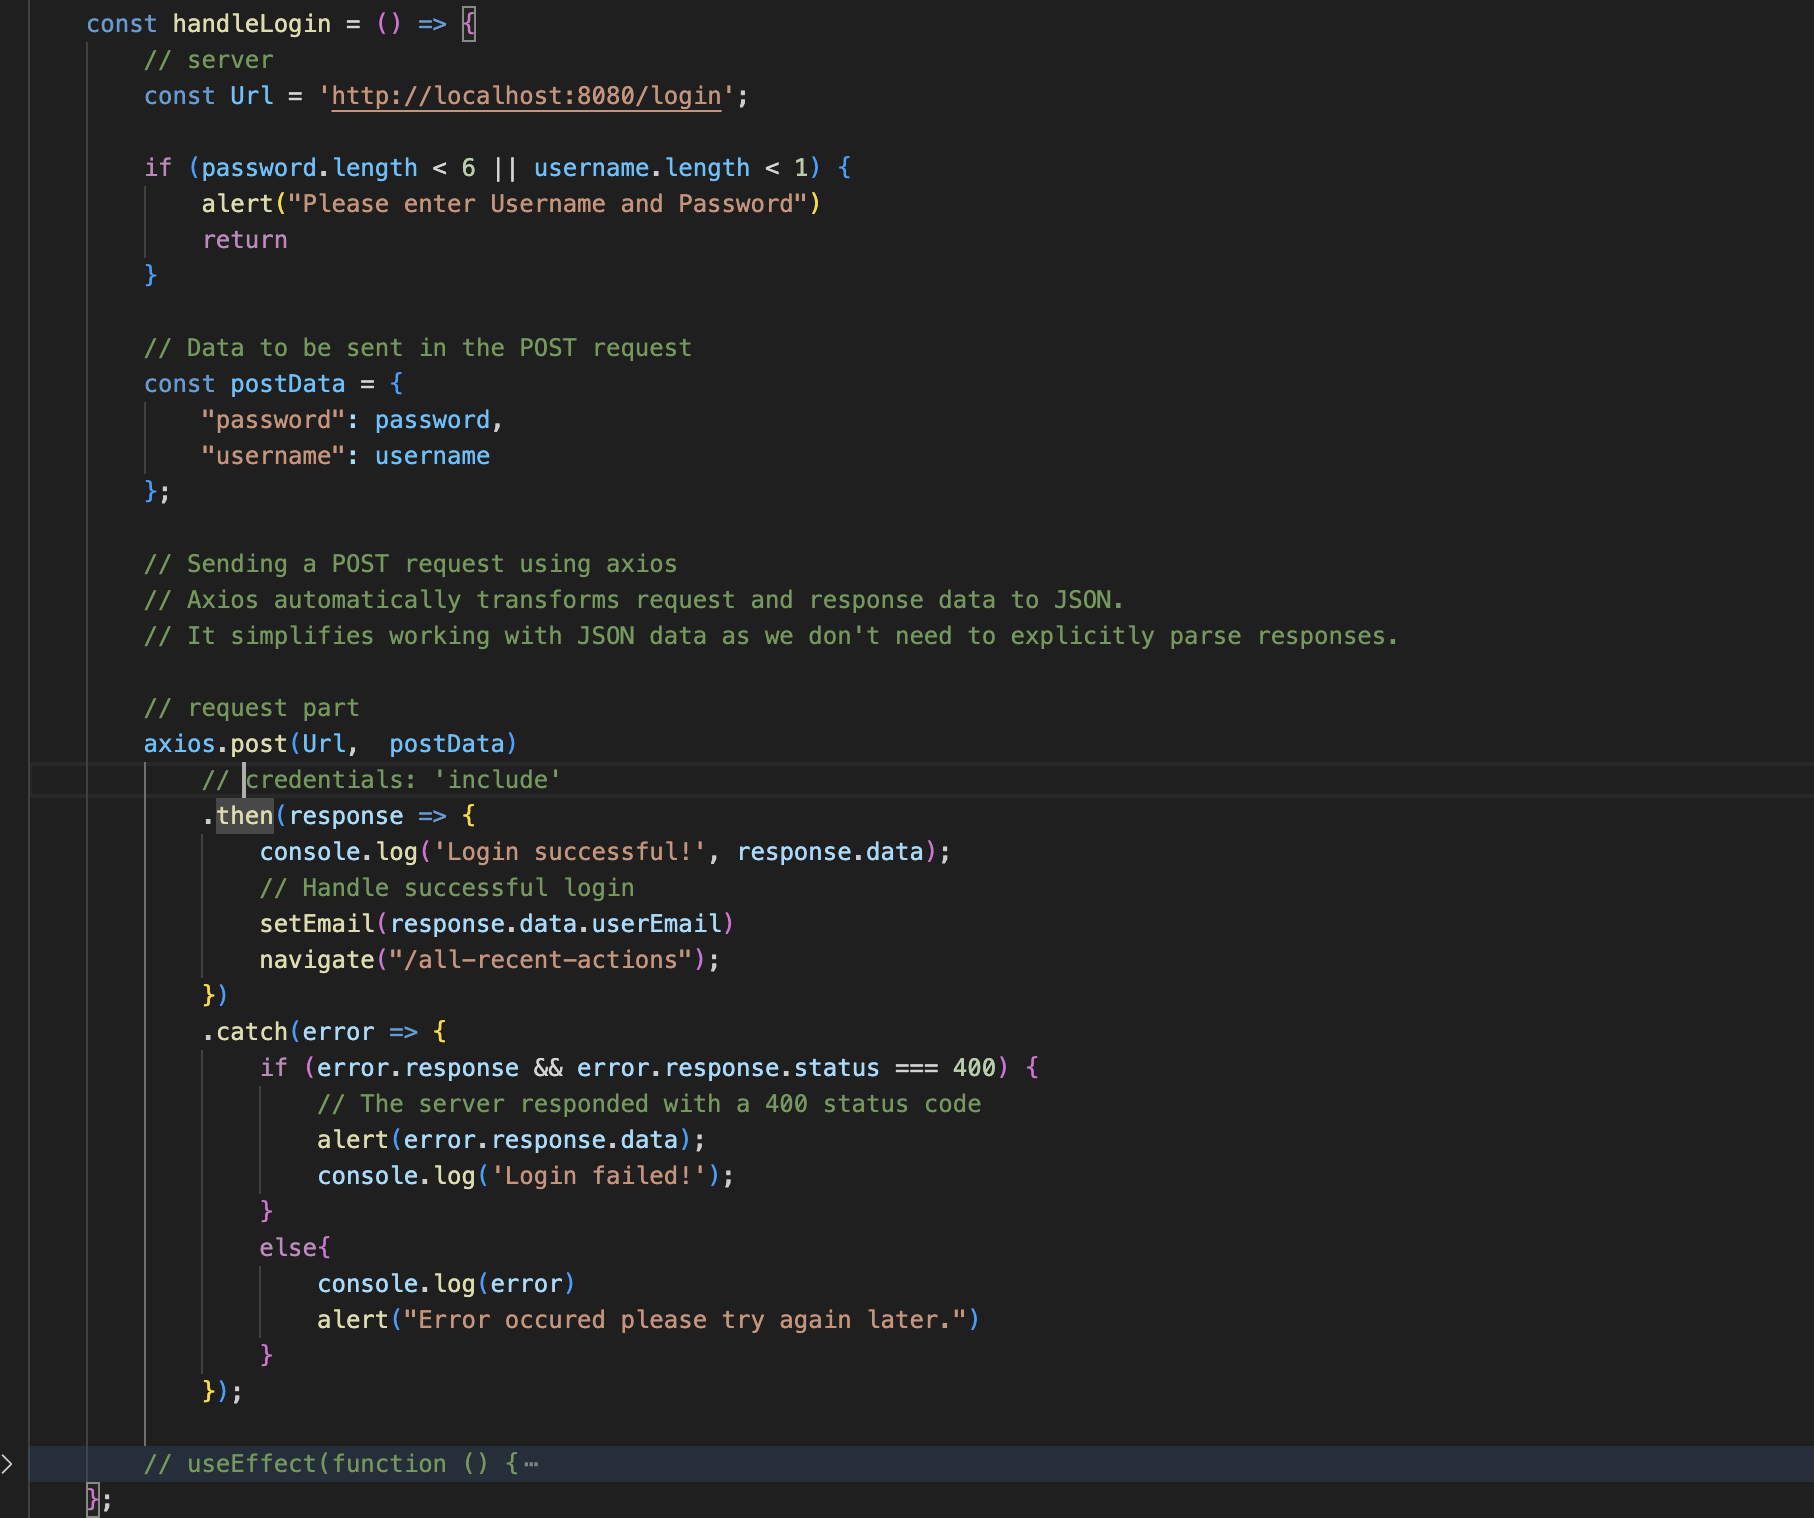 const handleLogin = () => {
// server
const Url = 'http://localhost:8080/login';
if (password.length < 6 || username.length < 1) {
alert("Please enter Username and Password")
return
}
// Data to be sent in the POST request
const postData = {
"password": password,
"username": username
};
// Sending a POST request using axios
// Axios automatically transforms request and response data to JSON.
// It simplifies working with JSON data as we don't need to explicitly parse responses.
// request part
axios.post(Url,  postData)
// credentials: 'include'
.then(response => {
console.log('Login successful!', response.data);
// Handle successful login
setEmail(response.data.userEmail)
navigate("/all-recent-actions");
})
.catch(error => {
if (error.response && error.response.status === 400) {
// The server responded with a 400 status code
alert(error.response.data);
console.log('Login failed!');
}
else{
console.log(error)
alert("Error occured please try again later.")
}
});
// useEffect(function () {⋯
};